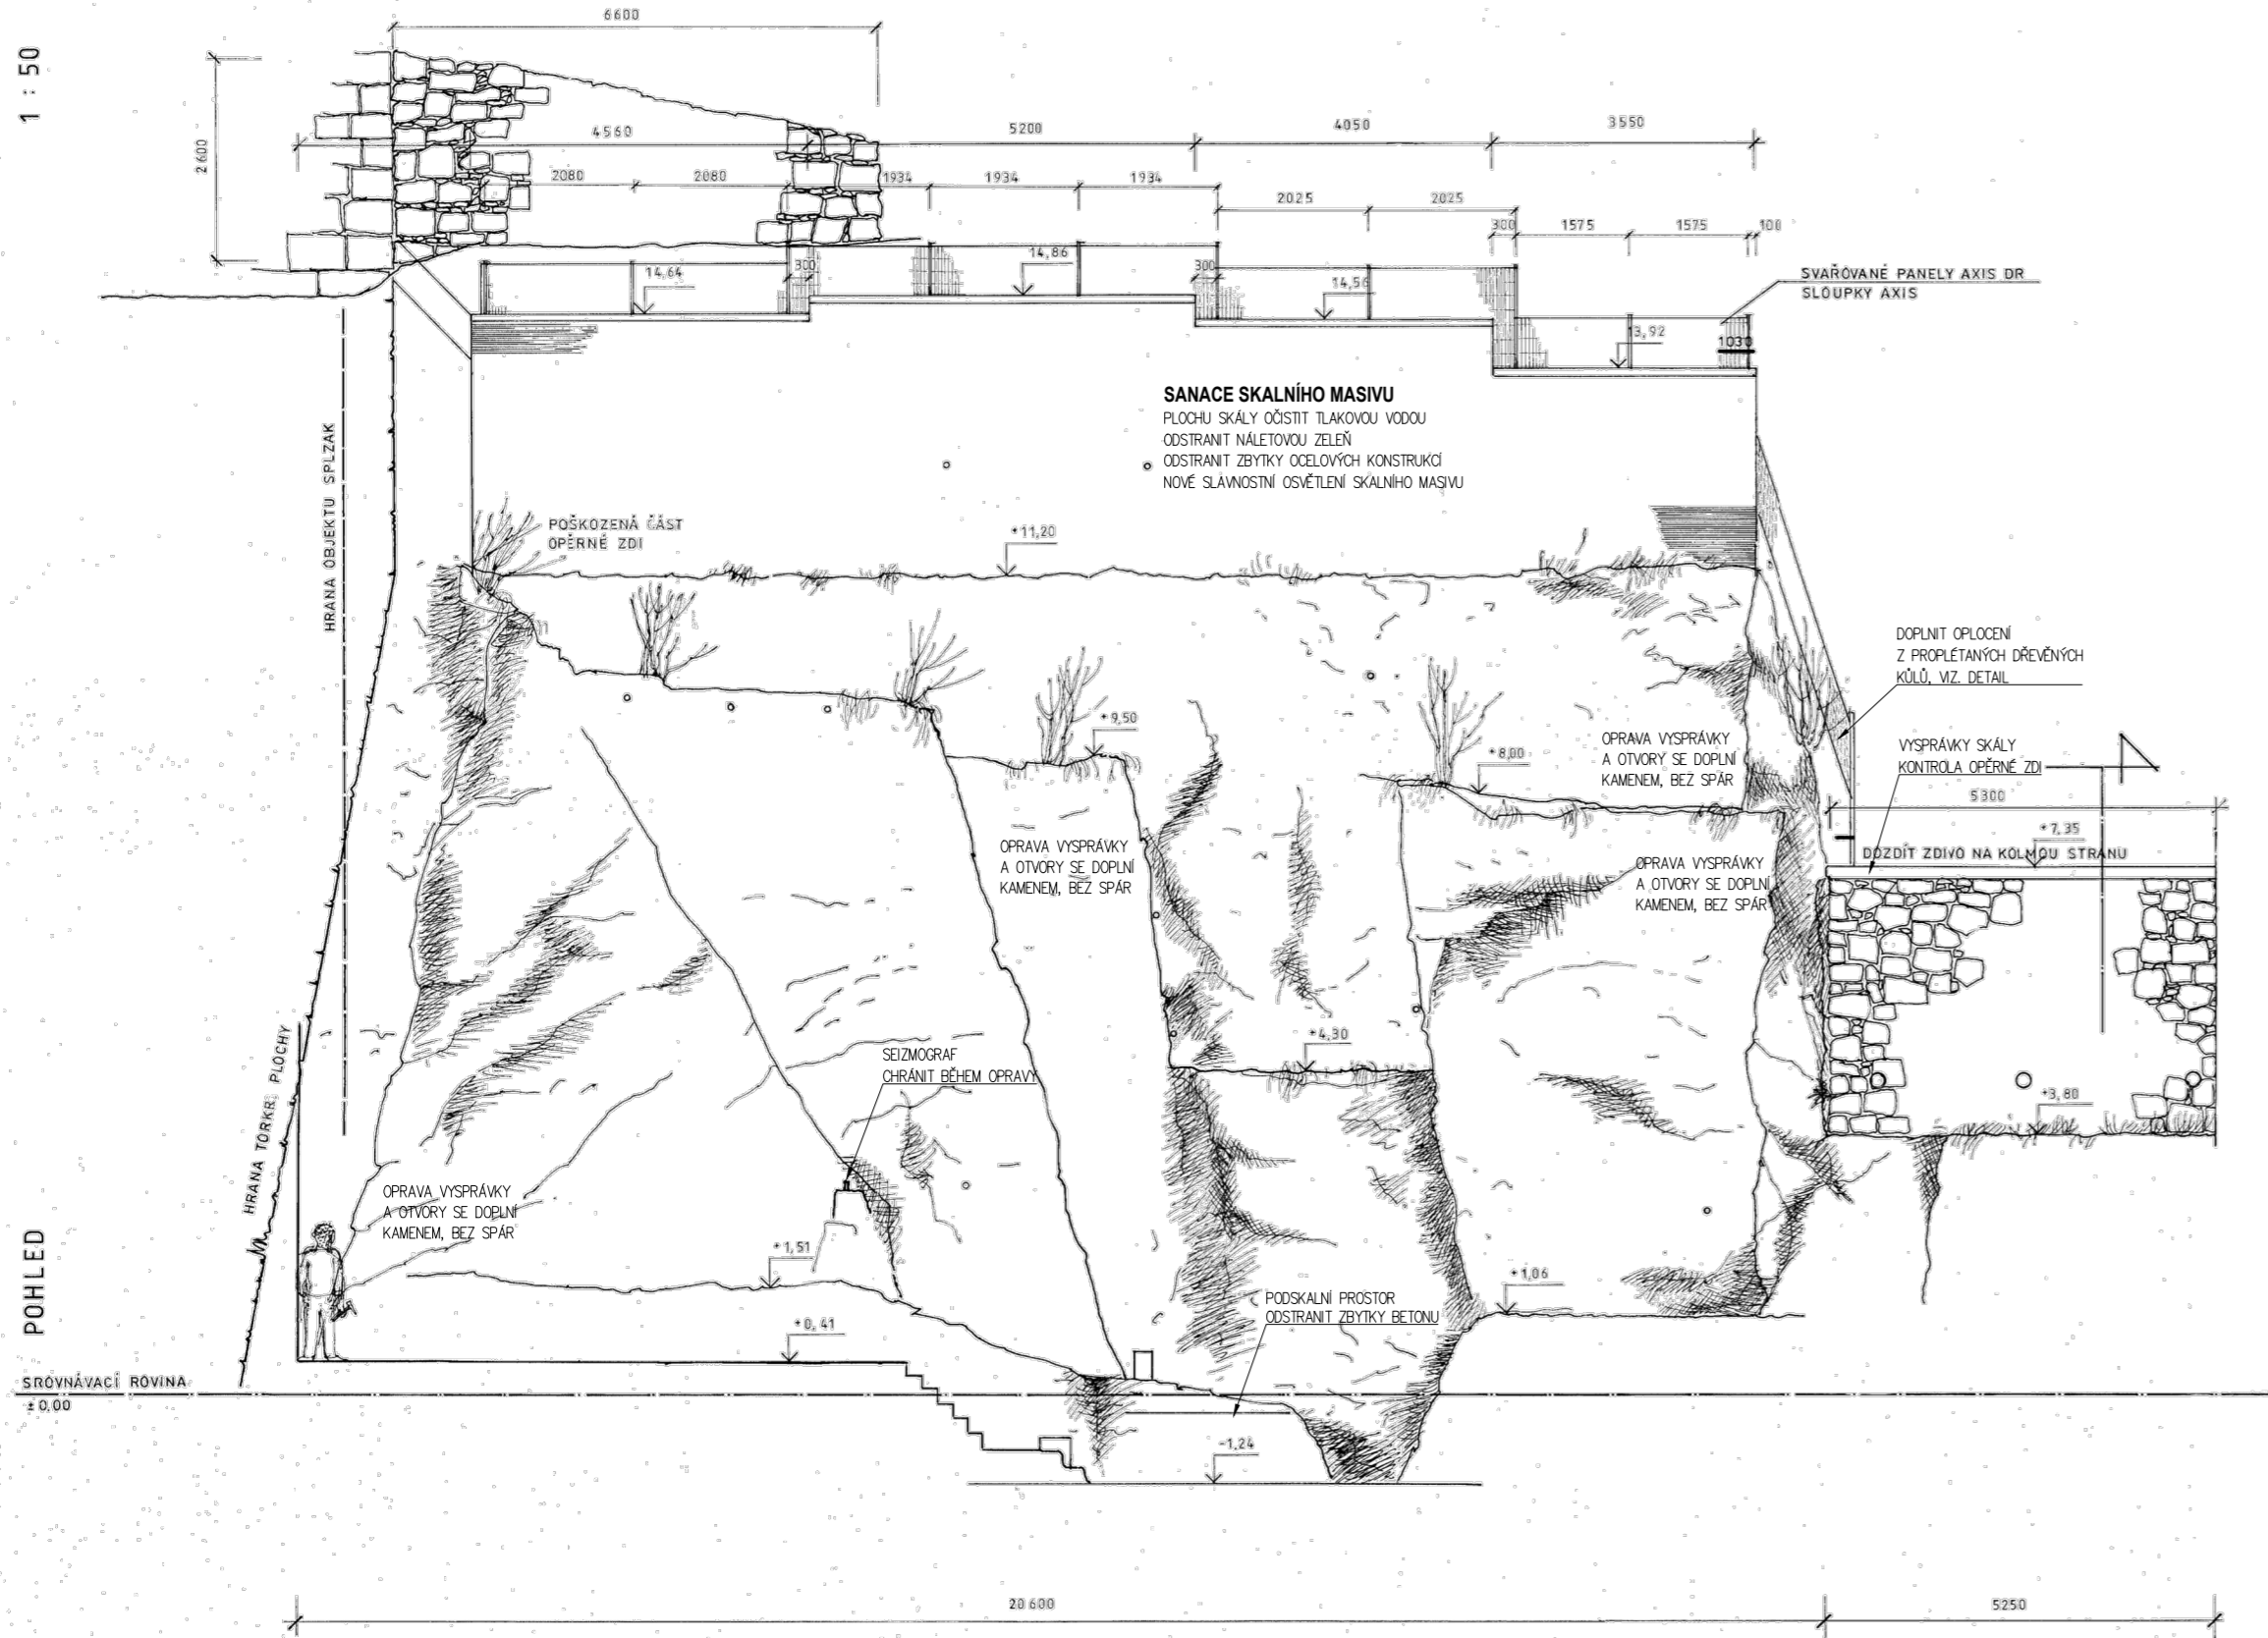 1 : 50
6600
2600
4560
5200
4050
3550
2080
2080
1934
1934
1934
2025
2025
300
1575
1575
100
14,64
300
14,86
300
14,56
13,92
1030
SVAŘOVANÉ PANELY AXIS DR
SLOUPKY AXIS
SANACE SKALNÍHO MASIVU
PLOCHU SKÁLY OČISTIT TLAKOVOU VODOU
ODSTRANIT NÁLETOVOU ZELEŇ
ODSTRANIT ZBYTKY OCELOVÝCH KONSTRUKCÍ
NOVÉ SLAVNOSTNÍ OSVĚTLENÍ SKALNÍHO MASIVU
HRANA OBJEKTU SPLZAK
POŠKOZENÁ ČÁST
OPĚRNÉ ZDI
+11,20
DOPLNIT OPLOCENÍ
Z PROPLÉTANÝCH DŘEVĚNÝCH
KŮLŮ, VIZ. DETAIL
+9,50
+8,00
OPRAVA VYSPRÁVKY
A OTVORY SE DOPLNÍ
KAMENEM, BEZ SPÁR
VYSPRÁVKY SKÁLY
KONTROLA OPĚRNÉ ZDI
5300
+7,35
DOZDÍT ZDIVO NA KOLMOU STRANU
OPRAVA VYSPRÁVKY
A OTVORY SE DOPLNÍ
KAMENEM, BEZ SPÁR
OPRAVA VYSPRÁVKY
A OTVORY SE DOPLNÍ
KAMENEM, BEZ SPÁR
+4,30
SEIZMOGRAF
CHRÁNIT BĚHEM OPRAVY
+3,80
HRANA TORKR. PLOCHY
OPRAVA VYSPRÁVKY
A OTVORY SE DOPLNÍ
KAMENEM, BEZ SPÁR
+1,51
+1,06
PODSKALNÍ PROSTOR
ODSTRANIT ZBYTKY BETONU
+0,41
POHLED
SROVNÁVACÍ ROVINA
±0,00
-1,24
20 600
5250